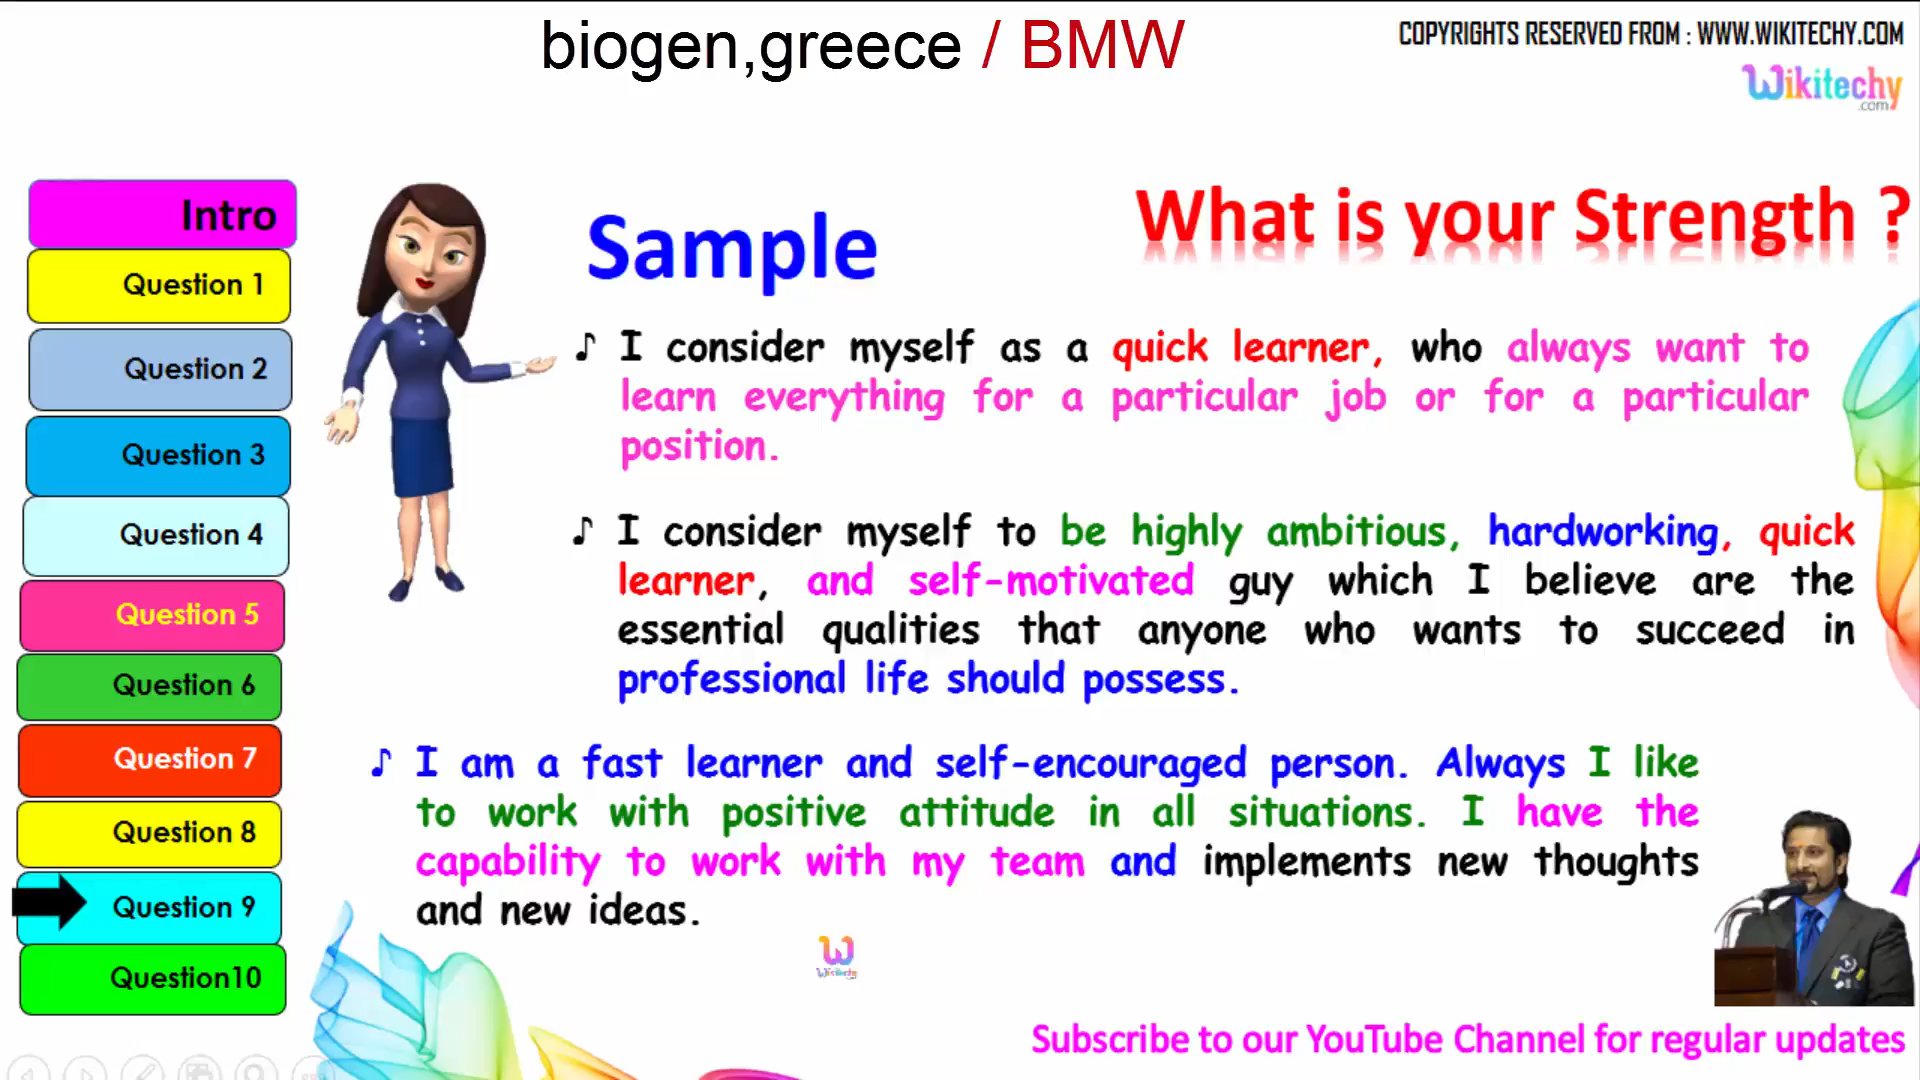 biogen,greece / BMW
COPYRIGHTS RESERVED FROM : WWW.WIKITECHY.COM
Wikitechy
.com
Intro
Question 1
Question 2
Question 3
Question 4
Question 5
Question 6
Question 7
Question 8
Question 9
Question10
Sample
What is your Strength ?
♪ I consider myself as a quick learner, who always want to
learn everything for a particular job or for a particular
position.
♪ I consider myself to be highly ambitious, hardworking, quick
learner, and self-motivated guy which I believe are the
essential qualities that anyone who wants to succeed in
professional life should possess.
♪ I am a fast learner and self-encouraged person. Always I like
to work with positive attitude in all situations. I have the
capability to work with my team and implements new thoughts
and new ideas.
W
Wikitechy
Subscribe to our YouTube Channel for regular updates